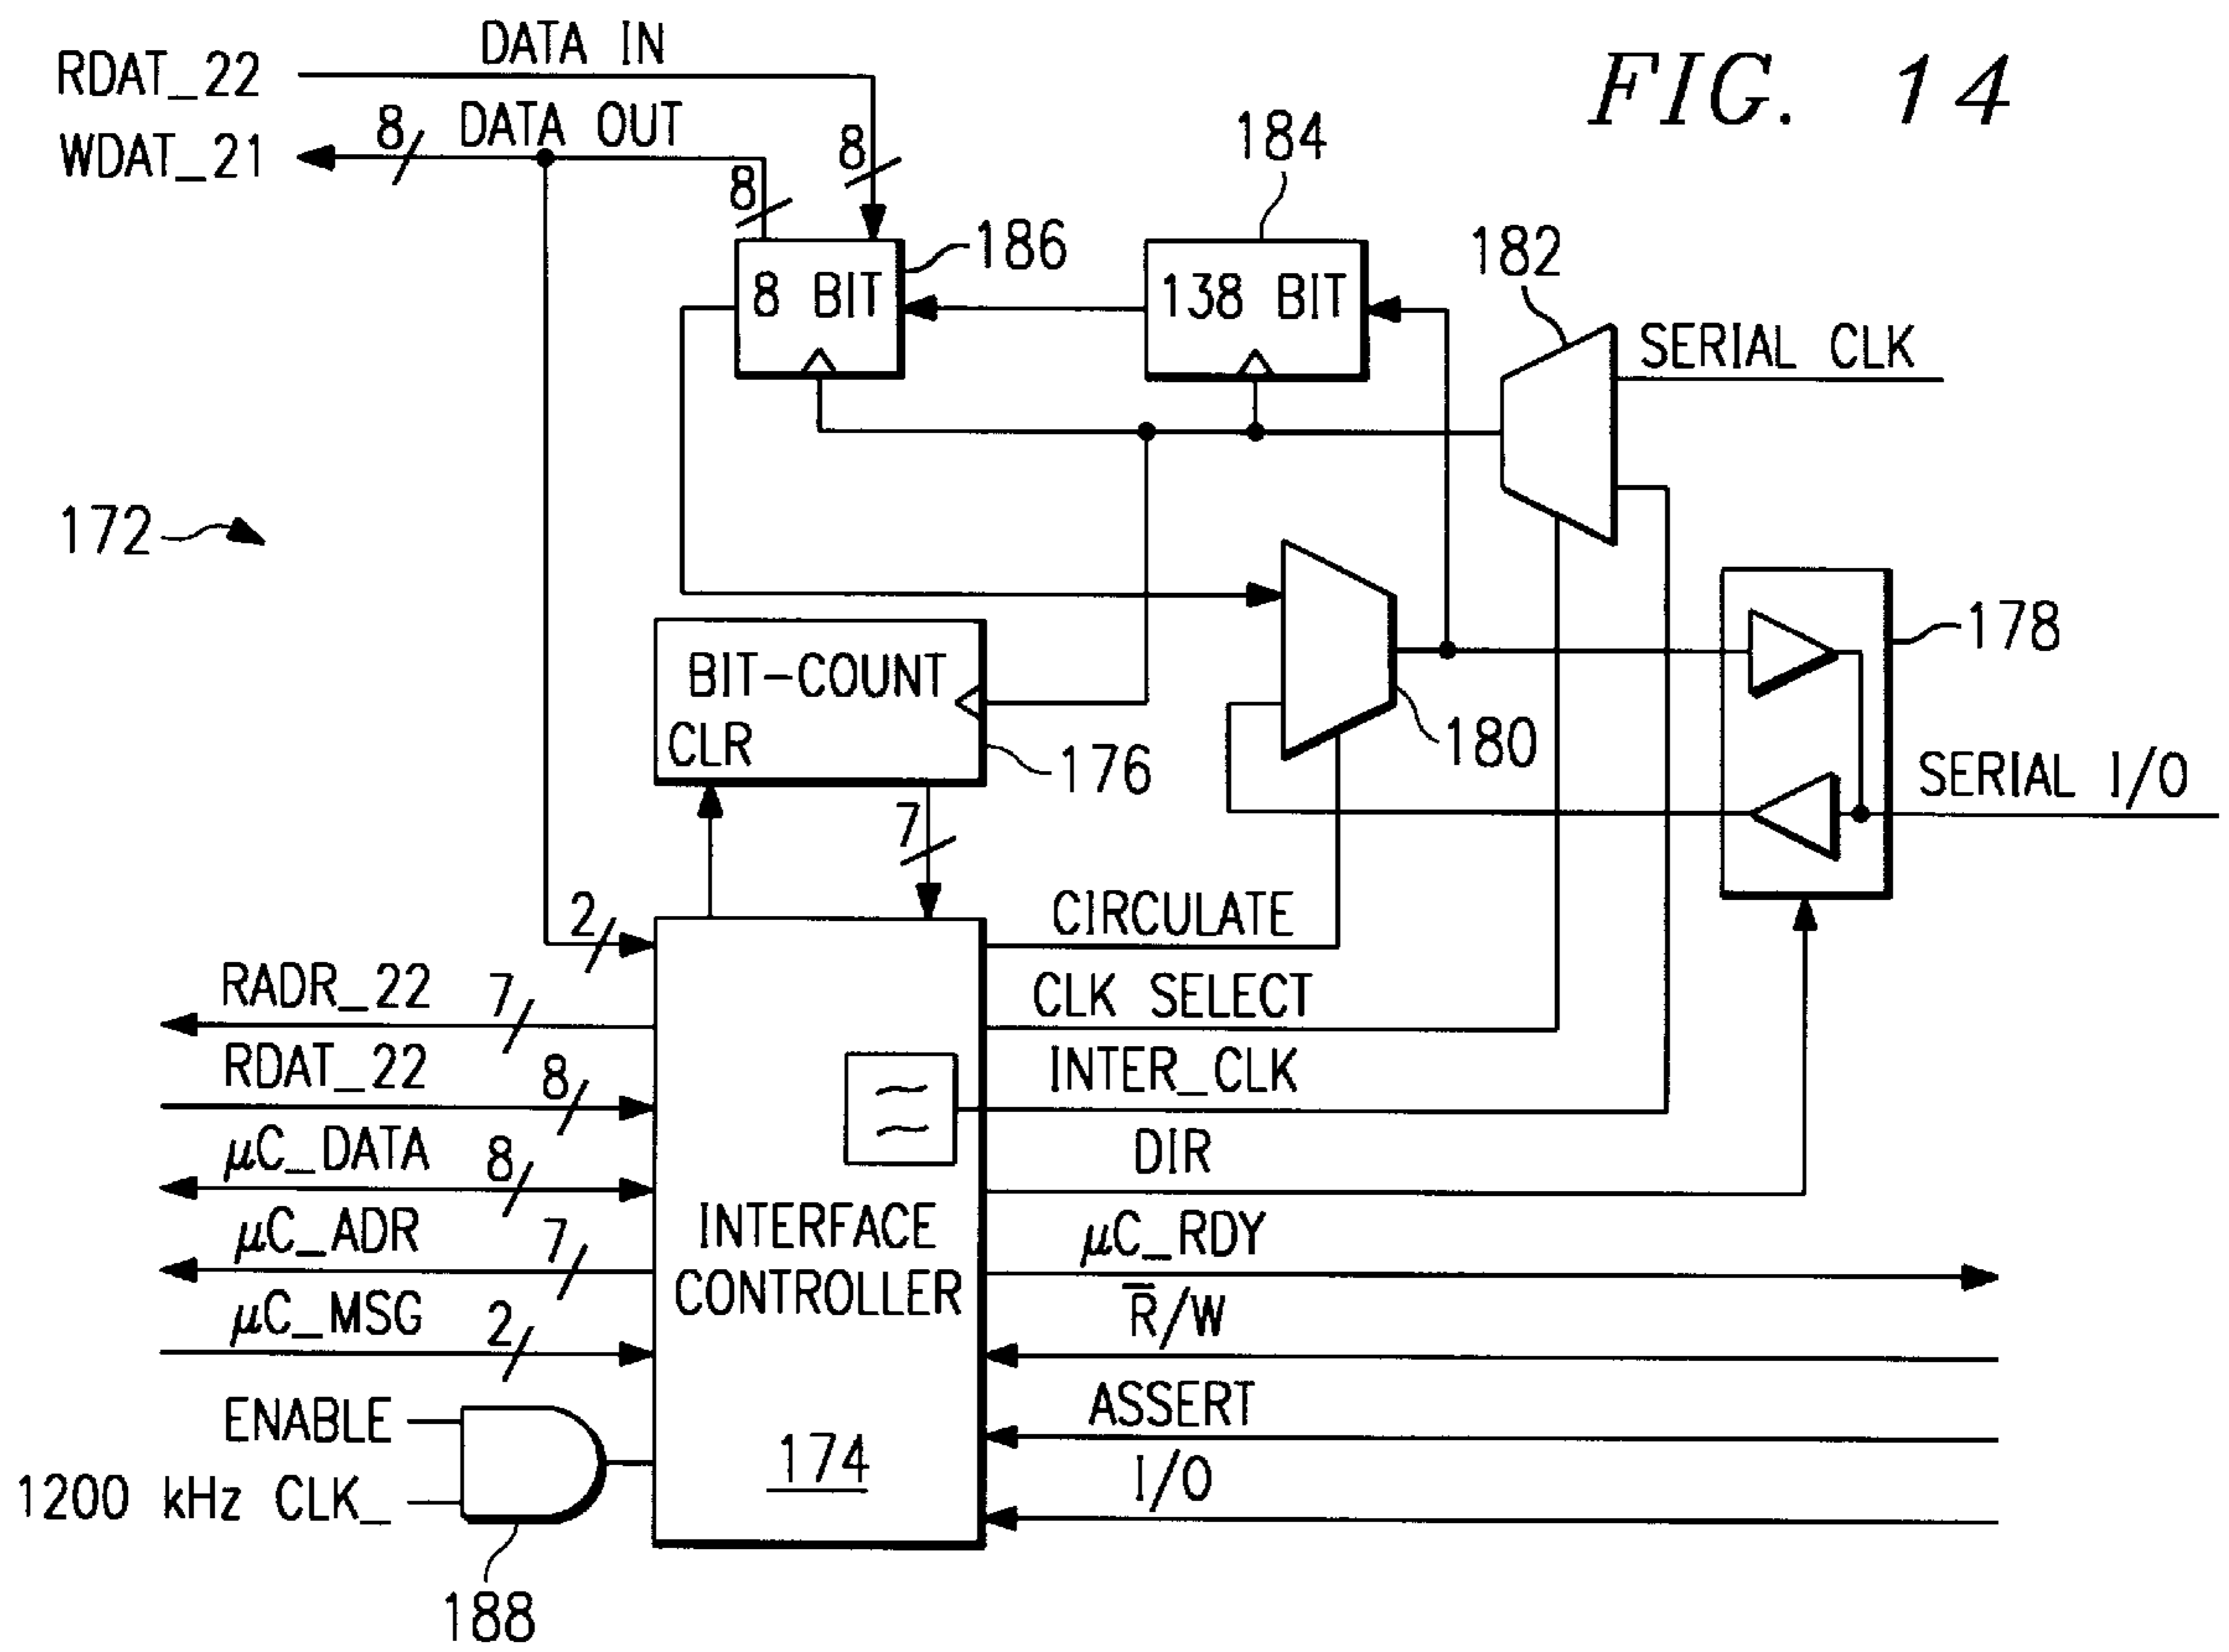 FIG. 14
RDAT_22
DATA IN
WDAT_21
8
DATA OUT
8
8
184
186
182
8 BIT
138 BIT
SERIAL CLK
172
178
BIT-COUNT
CLR
180
176
SERIAL I/O
7
2
CIRCULATE
RADR_22
7
CLK SELECT
RDAT_22
8
INTER_CLK
μC_DATA
8
DIR
μC_ADR
7
INTERFACE
CONTROLLER
μC_RDY
μC_MSG
2
R̅/W
ENABLE
ASSERT
174
1200 kHz CLK_
I/O
188